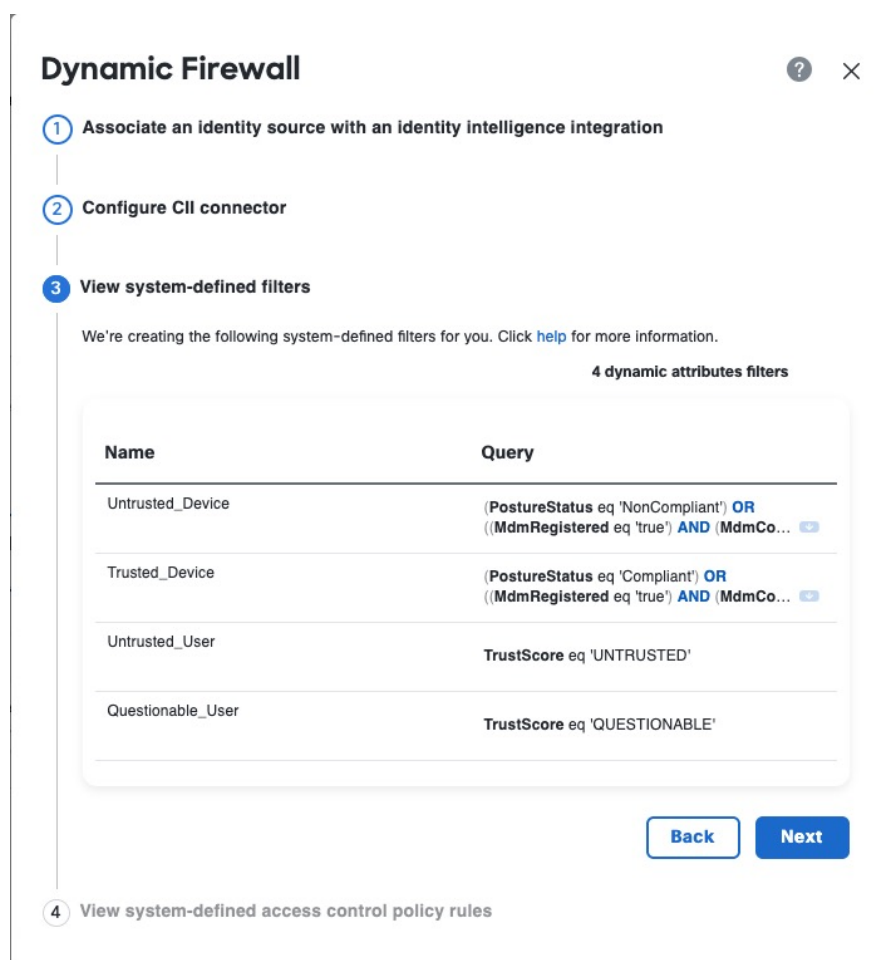 Dynamic Firewall
?
1
Associate an identity source with an identity intelligence integration
2
Configure CII connector
3
View system-defined filters
We're creating the following system-defined filters for you. Click help for more information.
4 dynamic attributes filters
Name Query
Untrusted_Device
(PostureStatus eq 'NonCompliant') OR
((MdmRegistered eq 'true') AND (MdmCo...
Trusted_Device
(PostureStatus eq 'Compliant') OR
((MdmRegistered eq 'true') AND (MdmCo...
Untrusted_User
TrustScore eq 'UNTRUSTED'
Questionable_User
TrustScore eq 'QUESTIONABLE'
Back Next
4
View system-defined access control policy rules